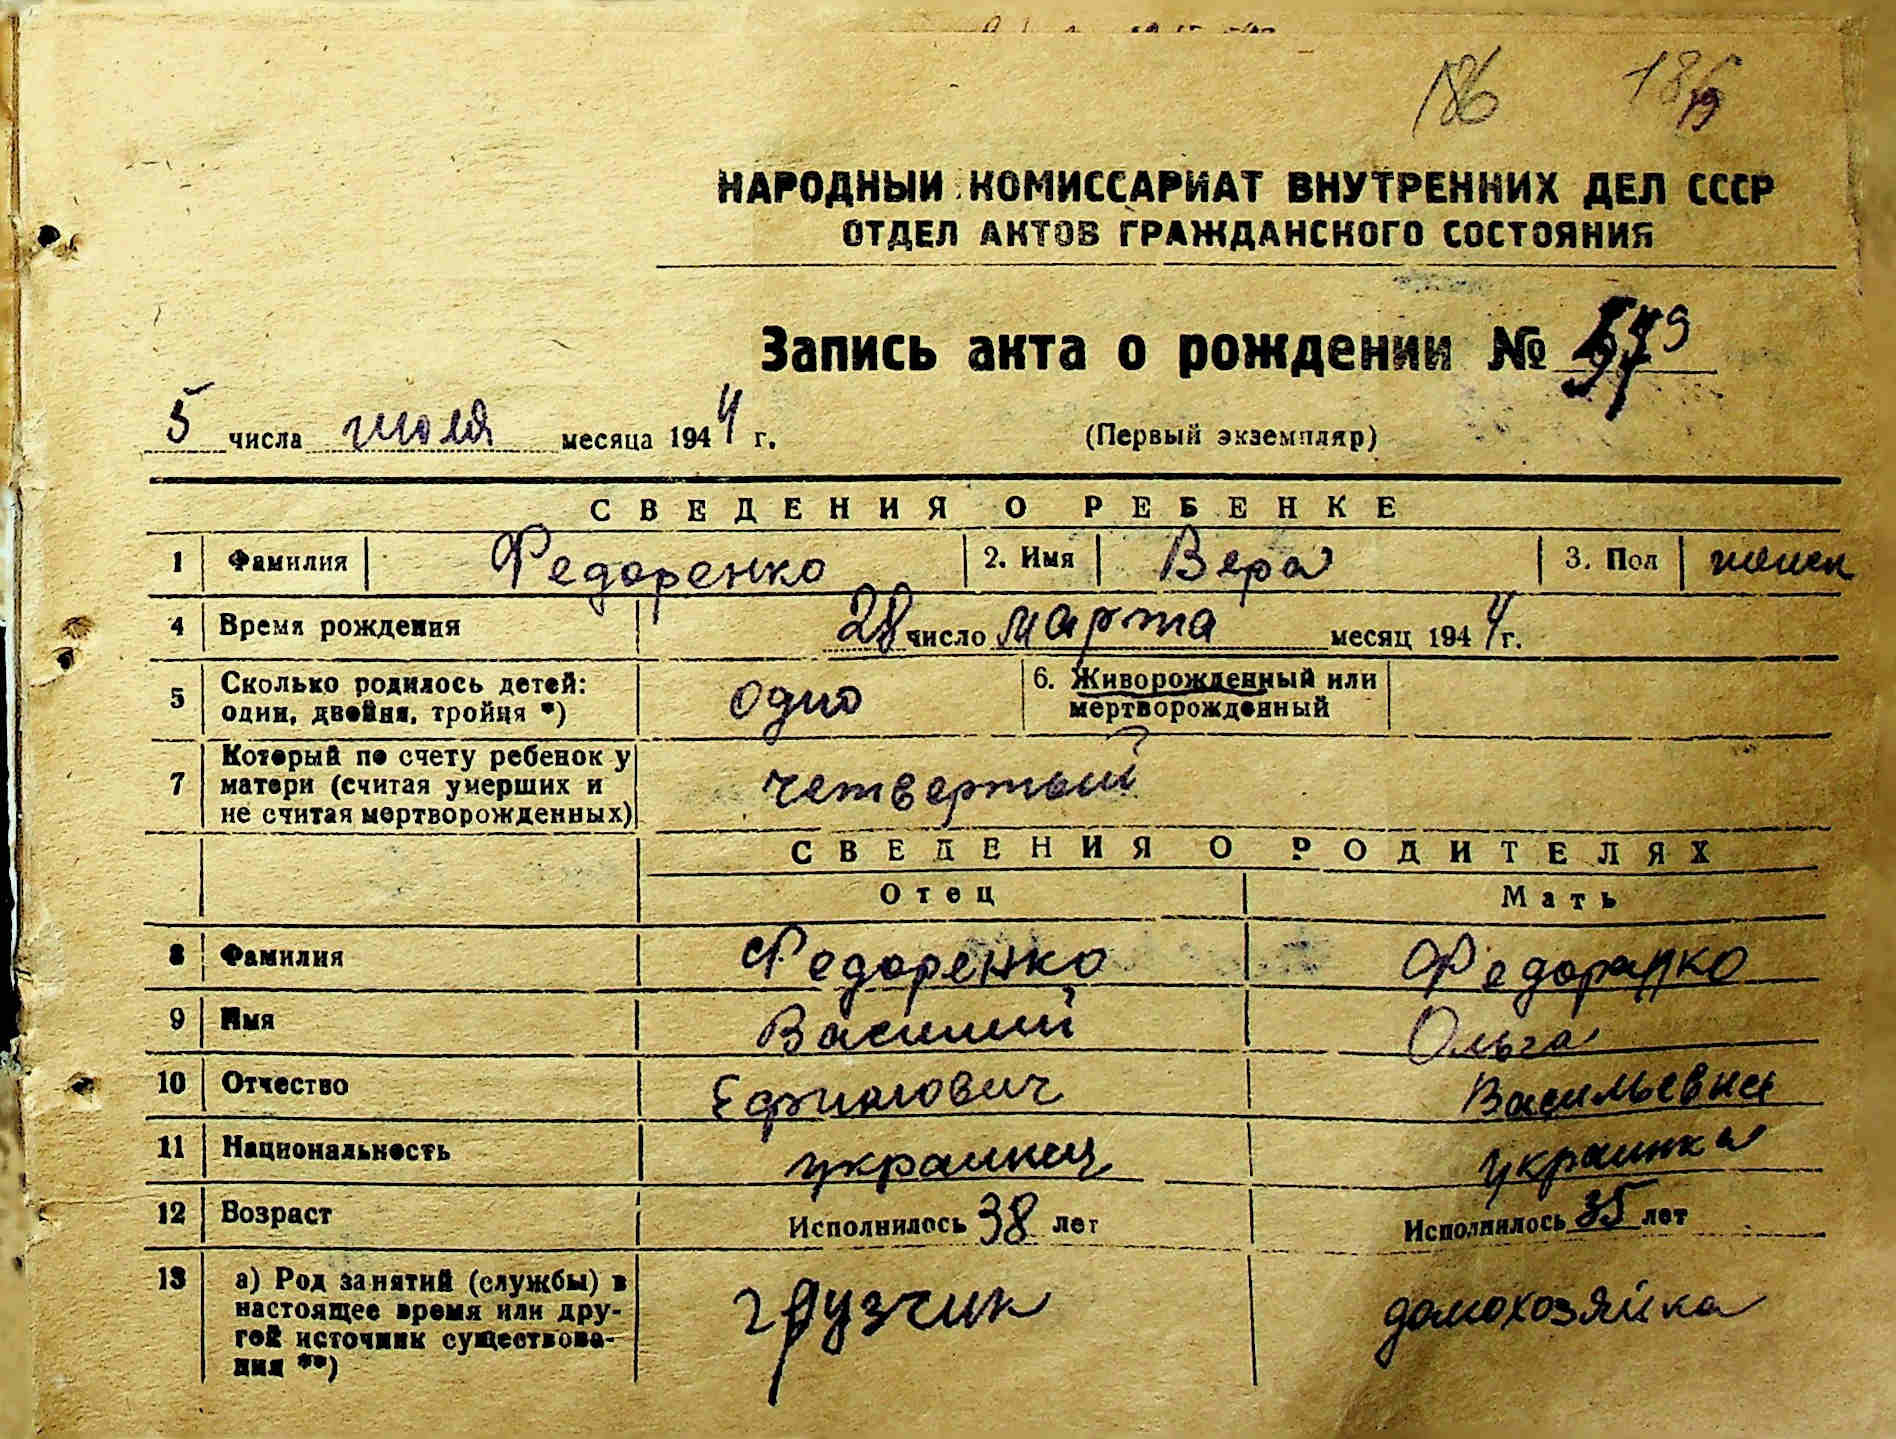 186 186
19
НАРОДНЫЙ КОМИССАРИАТ ВНУТРЕННИХ ДЕЛ СССР
ОТДЕЛ АКТОВ ГРАЖДАНСКОГО СОСТОЯНИЯ
Запись акта о рождении №
5 числа июля месяца 1944 г. (Первый экземпляр)
СВЕДЕНИЯ О РЕБЕНКЕ
1 Фамилия Федоренко 2. Имя Вера 3. Пол женск
4 Время рождения 28 число марта месяц 1944 г.
5 Сколько родилось детей: один, двойня, тройня *) одно 6. Живорожденный или мертворожденный
7 Который по счету ребенок у матери (считая умерших и не считая мертворожденных) четвертый
СВЕДЕНИЯ О РОДИТЕЛЯХ
Отец Мать
8 Фамилия Федоренко Федоранко
9 Имя Василий Ольга
10 Отчество Ефимович Васильевна
11 Национальность украинец украинка
12 Возраст Исполнилось 38 лет Исполнилось 35 лет
13 а) Род занятий (службы) в настоящее время или другой источник существования **) грузчик домохозяйка